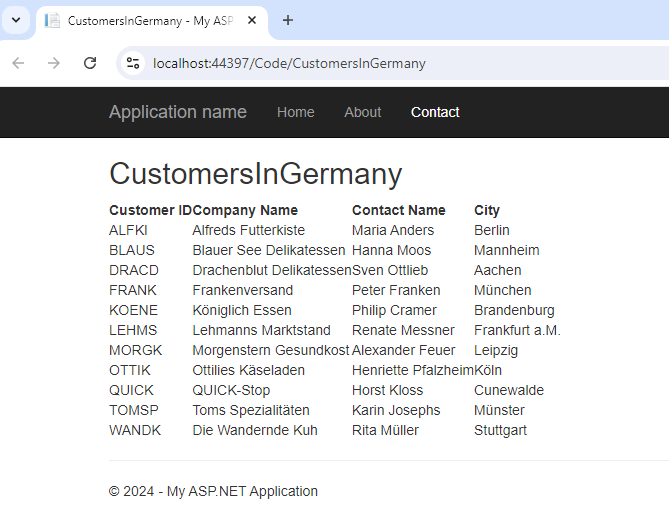 CustomersInGermany - My ASP
localhost:44397/Code/CustomersInGermany
Application name Home About Contact
CustomersInGermany
Customer ID Company Name Contact Name City
ALFKI Alfreds Futterkiste Maria Anders Berlin
BLAUS Blauer See Delikatessen Hanna Moos Mannheim
DRACD Drachenblut Delikatessen Sven Ottlieb Aachen
FRANK Frankenversand Peter Franken München
KOENE Königlich Essen Philip Cramer Brandenburg
LEHMS Lehmanns Marktstand Renate Messner Frankfurt a.M.
MORGK Morgenstern Gesundkost Alexander Feuer Leipzig
OTTIK Ottilies Käseladen Henriette Pfalzheim Köln
QUICK QUICK-Stop Horst Kloss Cunewalde
TOMSP Toms Spezialitäten Karin Josephs Münster
WANDK Die Wandernde Kuh Rita Müller Stuttgart
© 2024 - My ASP.NET Application